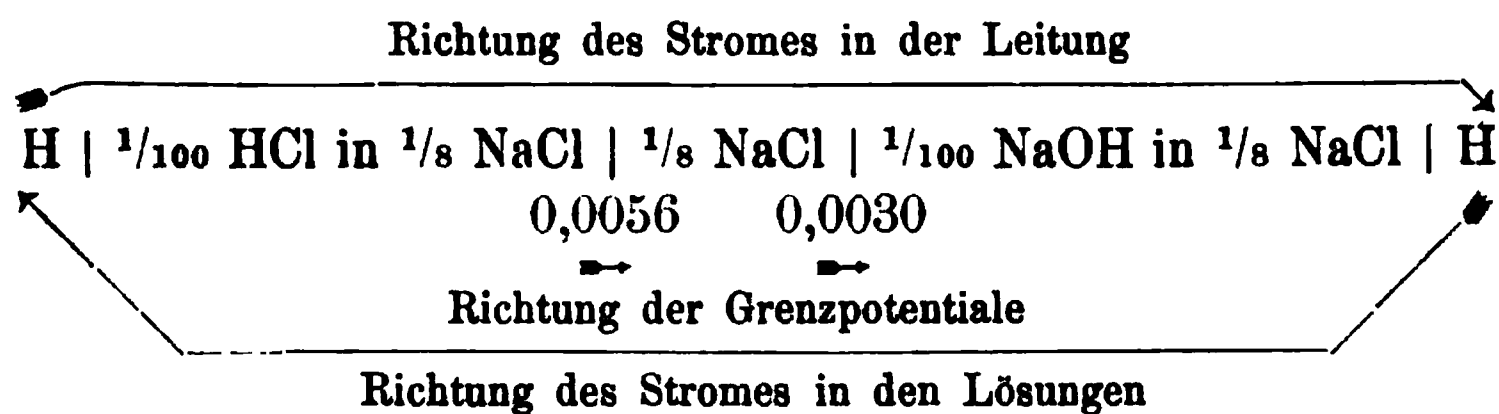 Richtung des Stromes in der Leitung
H | 1/100 HCl in 1/8 NaCl | 1/8 NaCl | 1/100 NaOH in 1/8 NaCl | H
0,0056 0,0030
Richtung der Grenzpotentiale
Richtung des Stromes in den Lösungen